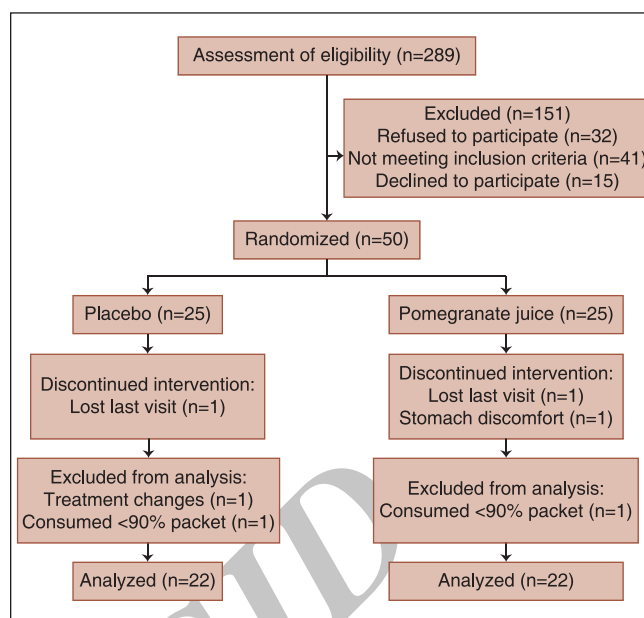 Assessment of eligibility (n=289)
Excluded (n=151)
Refused to participate (n=32)
Not meeting inclusion criteria (n=41)
Declined to participate (n=15)
Randomized (n=50)
Placebo (n=25)
Pomegranate juice (n=25)
Discontinued intervention:
Lost last visit (n=1)
Discontinued intervention:
Lost last visit (n=1)
Stomach discomfort (n=1)
Excluded from analysis:
Treatment changes (n=1)
Consumed <90% packet (n=1)
Excluded from analysis:
Consumed <90% packet (n=1)
Analyzed (n=22)
Analyzed (n=22)